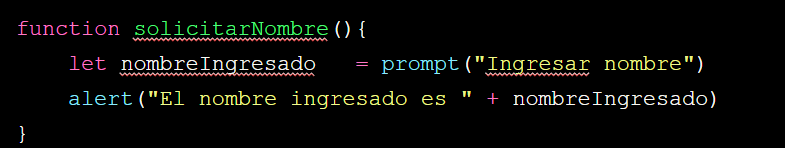 function solicitarNombre(){
    let nombreIngresado   = prompt("Ingresar nombre")
    alert("El nombre ingresado es " + nombreIngresado)
}